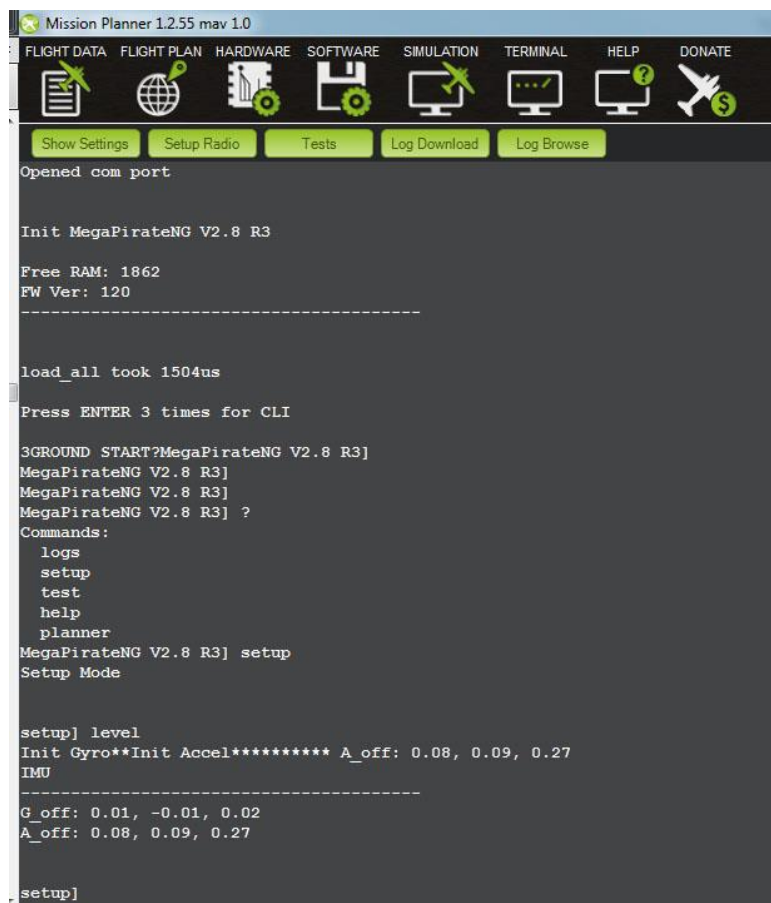 Mission Planner 1.2.55 mav 1.0
FLIGHT DATA FLIGHT PLAN HARDWARE SOFTWARE SIMULATION TERMINAL HELP DONATE
Show Settings Setup Radio Tests Log Download Log Browse
Opened com port
Init MegaPirateNG V2.8 R3
Free RAM: 1862
FW Ver: 120
----------------------------------------
load_all took 1504us
Press ENTER 3 times for CLI
3GROUND START?MegaPirateNG V2.8 R3]
MegaPirateNG V2.8 R3]
MegaPirateNG V2.8 R3]
MegaPirateNG V2.8 R3] ?
Commands:
logs
setup
test
help
planner
MegaPirateNG V2.8 R3] setup
Setup Mode
setup] level
Init Gyro**Init Accel********** A_off: 0.08, 0.09, 0.27
IMU
----------------------------------------
G_off: 0.01, -0.01, 0.02
A_off: 0.08, 0.09, 0.27
setup]